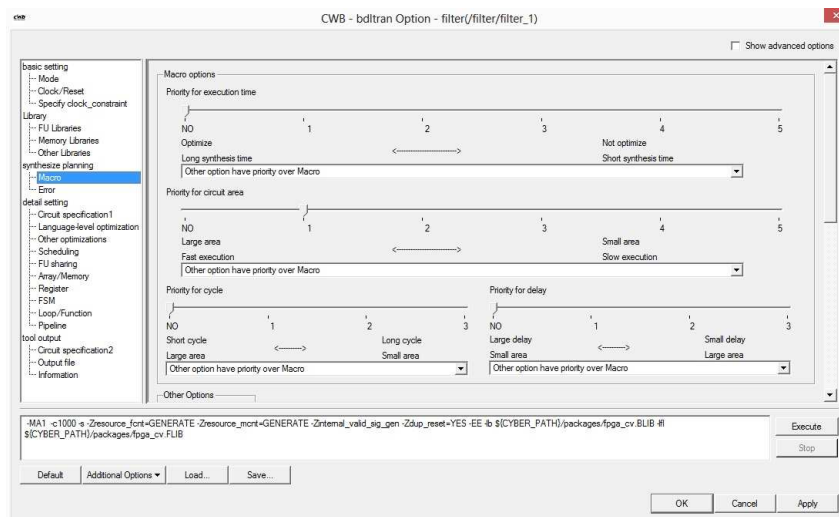 CWB
CWB - bdltran Option - filter(/filter/filter_1)
Show advanced options
basic setting
Mode
Clock/Reset
Specify clock_constraint
Library
FU Libraries
Memory Libraries
Other Libraries
synthesize planning
Macro
Error
detail setting
Circuit specification1
Language-level optimization
Other optimizations
Scheduling
FU sharing
Array/Memory
Register
FSM
Loop/Function
Pipeline
tool output
Circuit specification2
Output file
Information
Macro options
Priority for execution time
NO 1 2 3 4 5
Optimize <-----------------------> Not optimize
Long synthesis time Short synthesis time
Other option have priority over Macro
Priority for circuit area
NO 1 2 3 4 5
Large area <-----------------------> Small area
Fast execution Slow execution
Other option have priority over Macro
Priority for cycle
NO 1 2 3
Short cycle <----------> Long cycle
Large area Small area
Other option have priority over Macro
Priority for delay
NO 1 2 3
Large delay <----------> Small delay
Small area Large area
Other option have priority over Macro
Other Options
-MA1 -c1000 -s -Zresource_fcnt=GENERATE -Zresource_mcnt=GENERATE -Zinternal_valid_sig_gen -Zdup_reset=YES -EE -lb ${CYBER_PATH}/packages/fpga_cv.BLIB -lfl
${CYBER_PATH}/packages/fpga_cv.FLIB
Execute
Stop
Default Additional Options Load... Save...
OK Cancel Apply